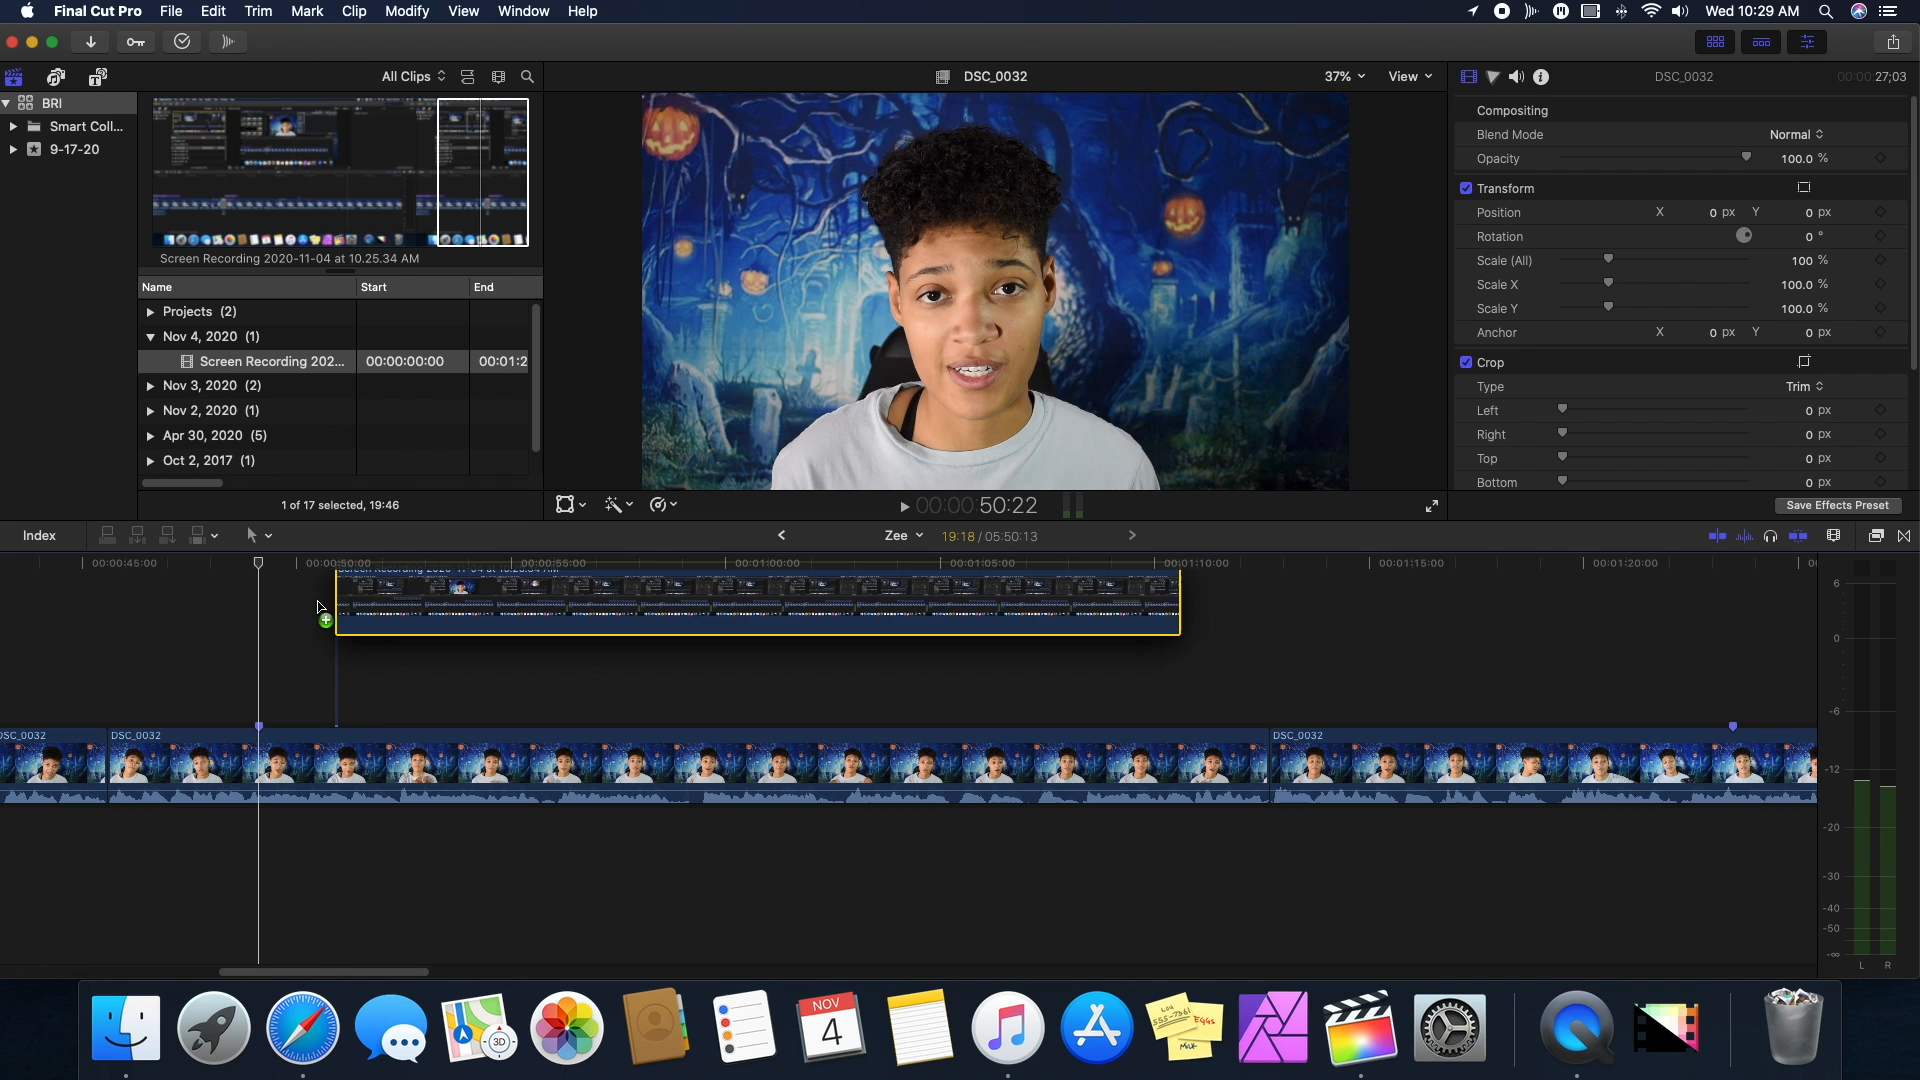 Final Cut Pro File Edit Trim Mark Clip Modify View Window Help Wed 10:29 AM
All Clips DSC_0032 37% View DSC_0032 00:00:27;03
BRI
Smart Coll...
9-17-20
Screen Recording 2020-11-04 at 10.25.34 AM
Name Start End
Projects (2)
Nov 4, 2020 (1)
Screen Recording 202... 00:00:00:00 00:01:2
Nov 3, 2020 (2)
Nov 2, 2020 (1)
Apr 30, 2020 (5)
Oct 2, 2017 (1)
1 of 17 selected, 19:46
00:00:50:22
Compositing
Blend Mode Normal
Opacity 100.0 %
Transform
Position X 0 px Y 0 px
Rotation 0 °
Scale (All) 100 %
Scale X 100.0 %
Scale Y 100.0 %
Anchor X 0 px Y 0 px
Crop
Type Trim
Left 0 px
Right 0 px
Top 0 px
Bottom 0 px
Save Effects Preset
Index Zee 19:18 / 05:50:13
00:00:45:00 00:00:50:00 00:00:55:00 00:01:00:00 00:01:05:00 00:01:10:00 00:01:15:00 00:01:20:00
DSC_0032 DSC_0032 DSC_0032
6
0
-6
-12
-20
-30
-40
-50
-∞
L R
3D
NOV
4
555-7361
EGGS
MILK